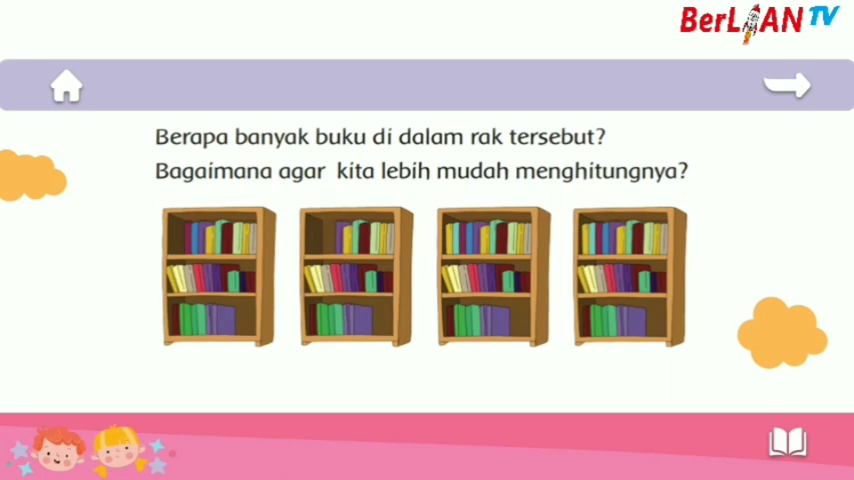 BerLIAN TV
Berapa banyak buku di dalam rak tersebut?
Bagaimana agar kita lebih mudah menghitungnya?